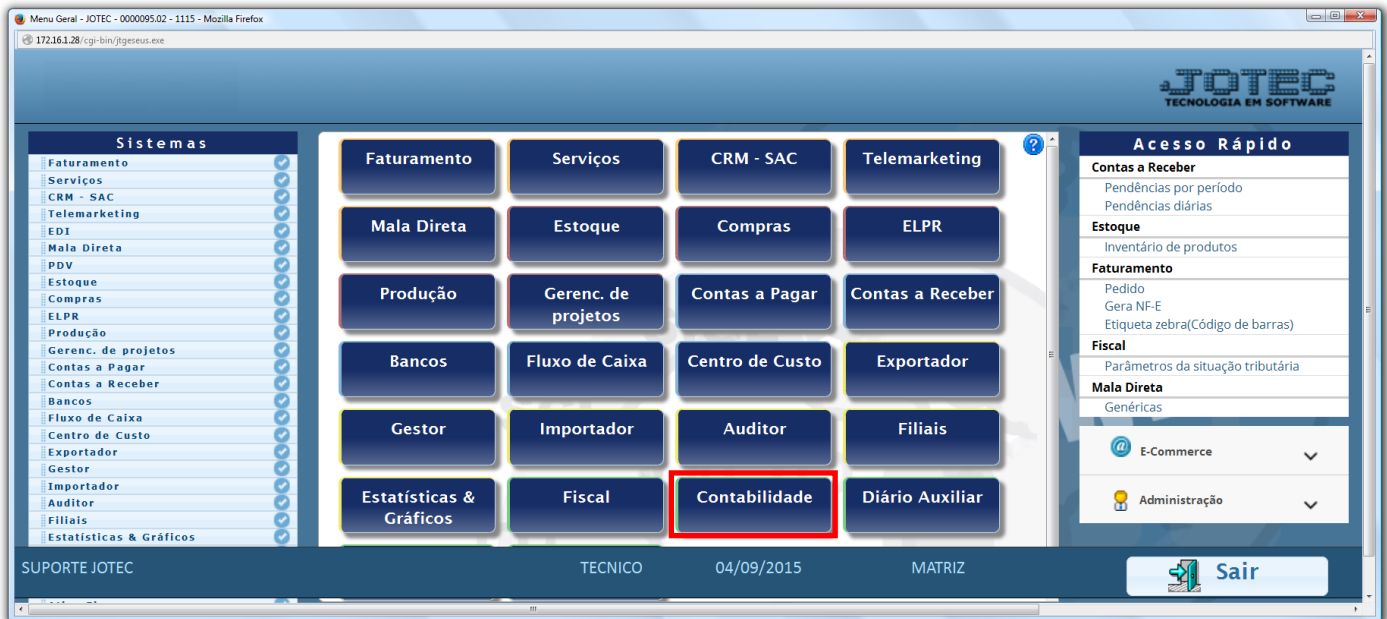 Menu Geral - JOTEC - 0000095.02 - 1115 - Mozilla Firefox
172.16.1.28/cgi-bin/jtgeseus.exe
JOTEC
TECNOLOGIA EM SOFTWARE
Sistemas
Faturamento
Serviços
CRM - SAC
Telemarketing
EDI
Mala Direta
PDV
Estoque
Compras
ELPR
Produção
Gerenc. de projetos
Contas a Pagar
Contas a Receber
Bancos
Fluxo de Caixa
Centro de Custo
Exportador
Gestor
Importador
Auditor
Filiais
Estatísticas & Gráficos
Faturamento
Serviços
CRM - SAC
Telemarketing
Mala Direta
Estoque
Compras
ELPR
Produção
Gerenc. de
projetos
Contas a Pagar
Contas a Receber
Bancos
Fluxo de Caixa
Centro de Custo
Exportador
Gestor
Importador
Auditor
Filiais
Estatísticas &
Gráficos
Fiscal
Contabilidade
Diário Auxiliar
Acesso Rápido
Contas a Receber
Pendências por período
Pendências diárias
Estoque
Inventário de produtos
Faturamento
Pedido
Gera NF-E
Etiqueta zebra(Código de barras)
Fiscal
Parâmetros da situação tributária
Mala Direta
Genéricas
E-Commerce
Administração
SUPORTE JOTEC
TECNICO
04/09/2015
MATRIZ
Sair